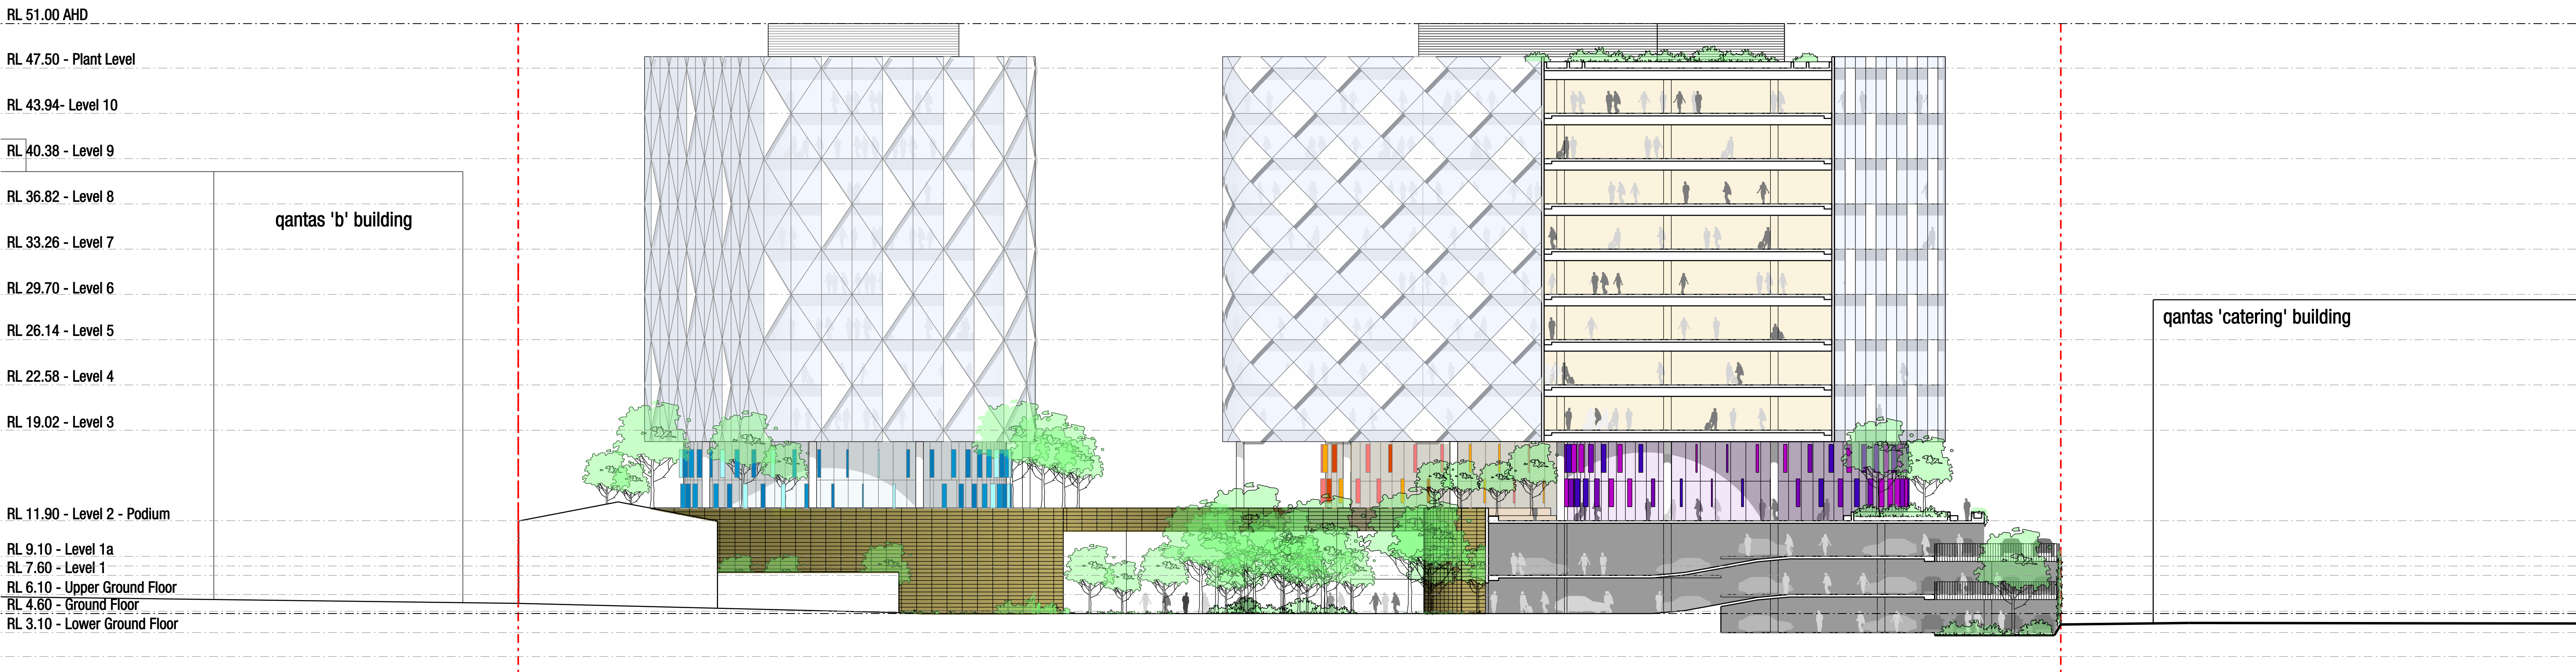 RL 51.00 AHD
RL 47.50 - Plant Level
RL 43.94- Level 10
RL 40.38 - Level 9
RL 36.82 - Level 8
qantas 'b' building
RL 33.26 - Level 7
RL 29.70 - Level 6
qantas 'catering' building
RL 26.14 - Level 5
RL 22.58 - Level 4
RL 19.02 - Level 3
RL 11.90 - Level 2 - Podium
RL 9.10 - Level 1a
RL 7.60 - Level 1
RL 6.10 - Upper Ground Floor
RL 4.60 - Ground Floor
RL 3.10 - Lower Ground Floor